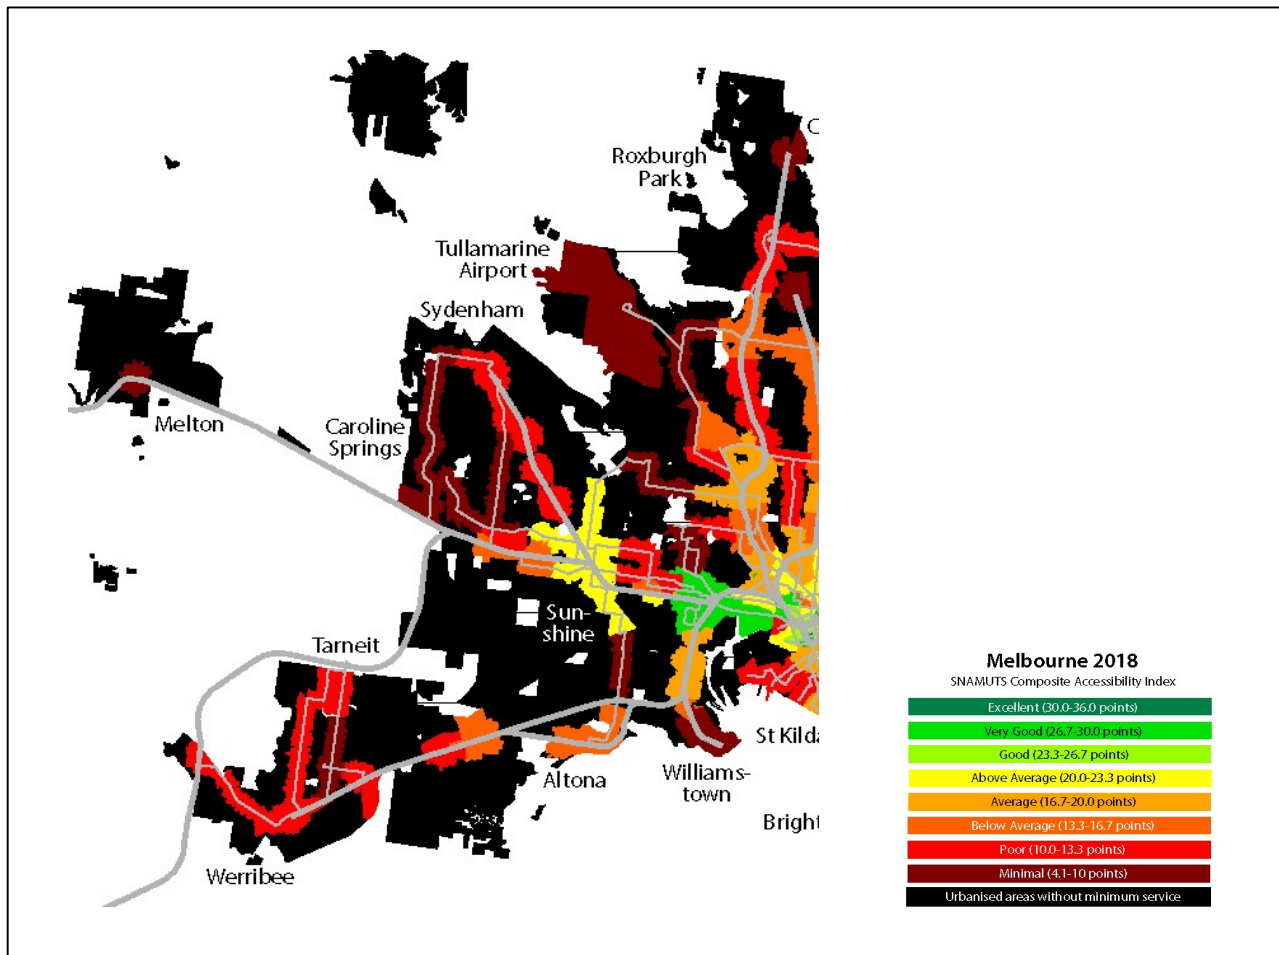 C
Roxburgh
Park
Tullamarine
Airport
Sydenham
Melton
Caroline
Springs
Sun-
shine
Tarneit
St Kilda
Altona
Williams-
town
Bright
Werribee
Melbourne 2018
SNAMUTS Composite Accessibility Index
Excellent (30.0-36.0 points)
Very Good (26.7-30.0 points)
Good (23.3-26.7 points)
Above Average (20.0-23.3 points)
Average (16.7-20.0 points)
Below Average (13.3-16.7 points)
Poor (10.0-13.3 points)
Minimal (4.1-10 points)
Urbanised areas without minimum service